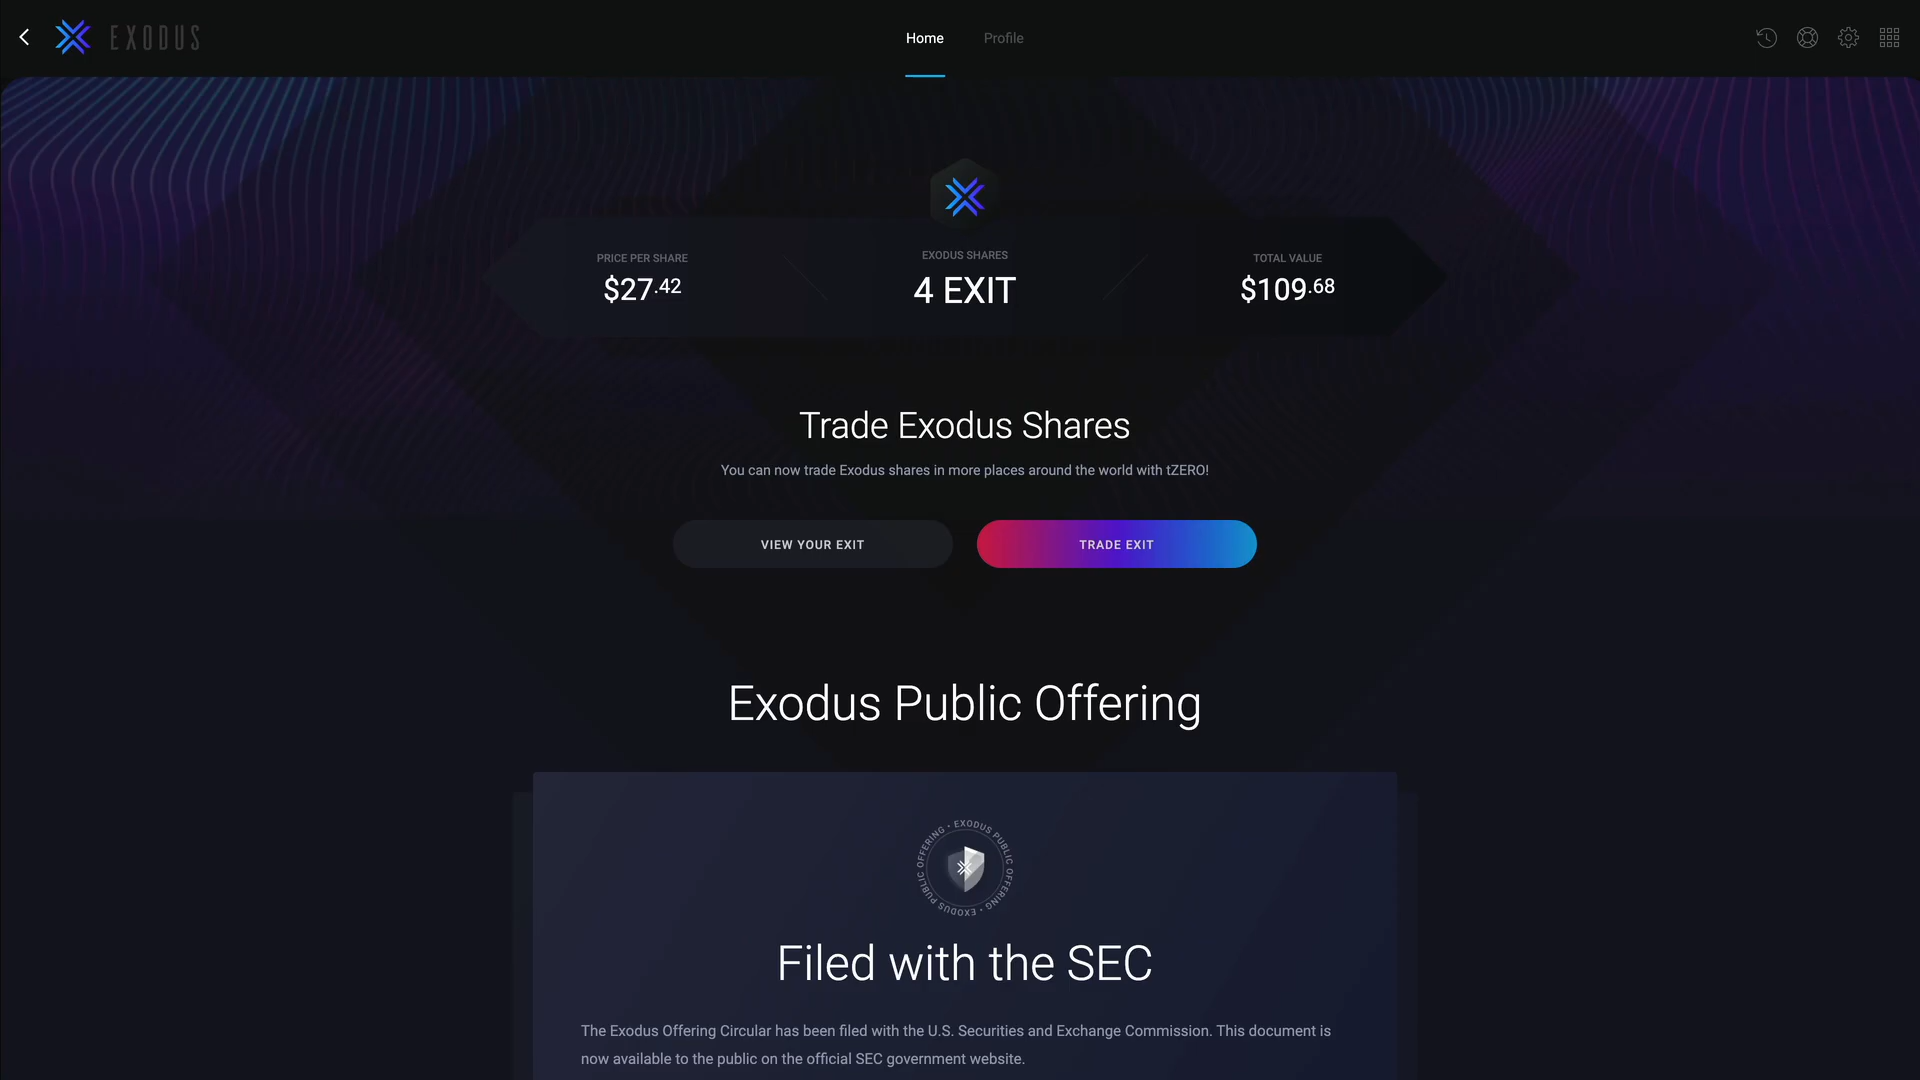 EXODUS
Home
Profile
PRICE PER SHARE
$27.42
EXODUS SHARES
4 EXIT
TOTAL VALUE
$109.68
Trade Exodus Shares
You can now trade Exodus shares in more places around the world with tZERO!
VIEW YOUR EXIT
TRADE EXIT
Exodus Public Offering
EXODUS PUBLIC OFFERING • EXODUS PUBLIC OFFERING •
Filed with the SEC
The Exodus Offering Circular has been filed with the U.S. Securities and Exchange Commission. This document is
now available to the public on the official SEC government website.